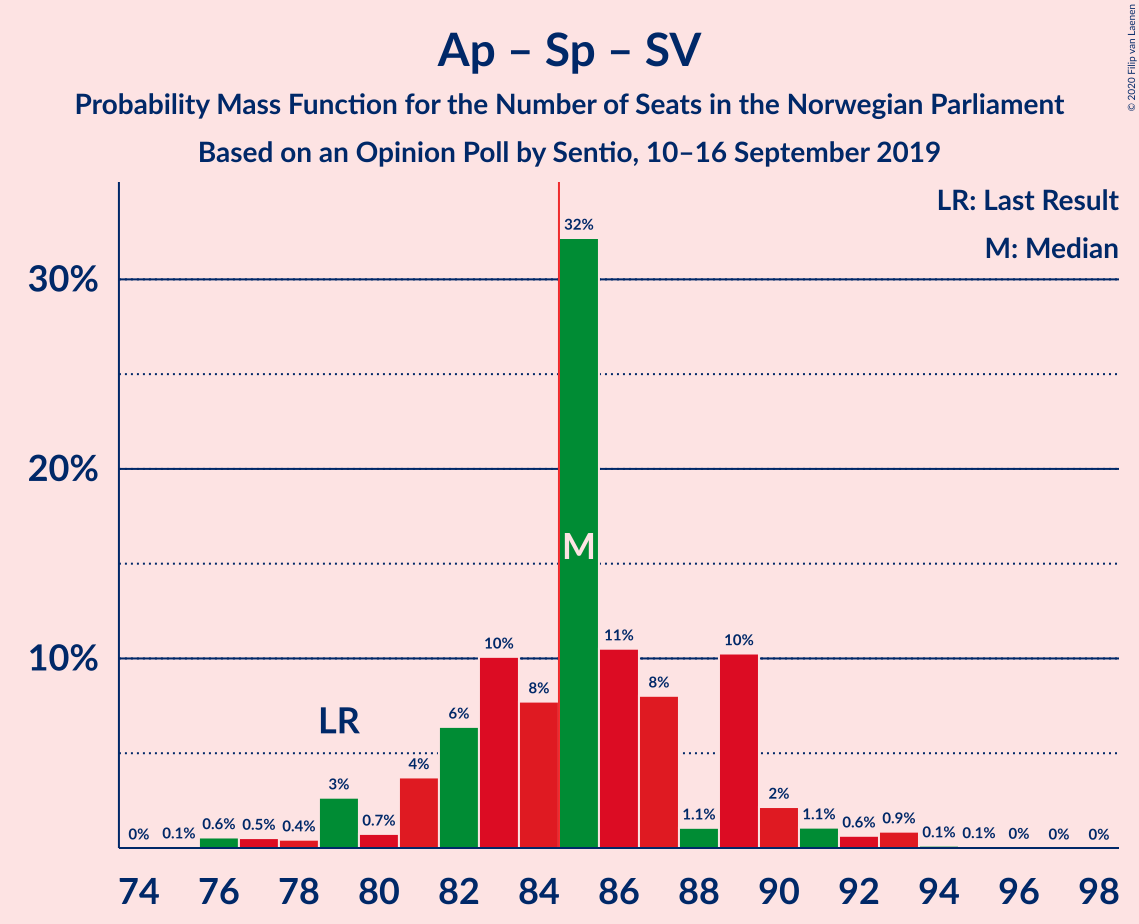 Ap – Sp – SV
Probability Mass Function for the Number of Seats in the Norwegian Parliament
Based on an Opinion Poll by Sentio, 10–16 September 2019
© 2020 Filip van Laenen
LR: Last Result
M: Median
30%
20%
10%
LR
M
0% 0.1% 0.6% 0.5% 0.4% 3% 0.7% 4% 6% 10% 8% 32% 11% 8% 1.1% 10% 2% 1.1% 0.6% 0.9% 0.1% 0.1% 0% 0% 0%
74 76 78 80 82 84 86 88 90 92 94 96 98